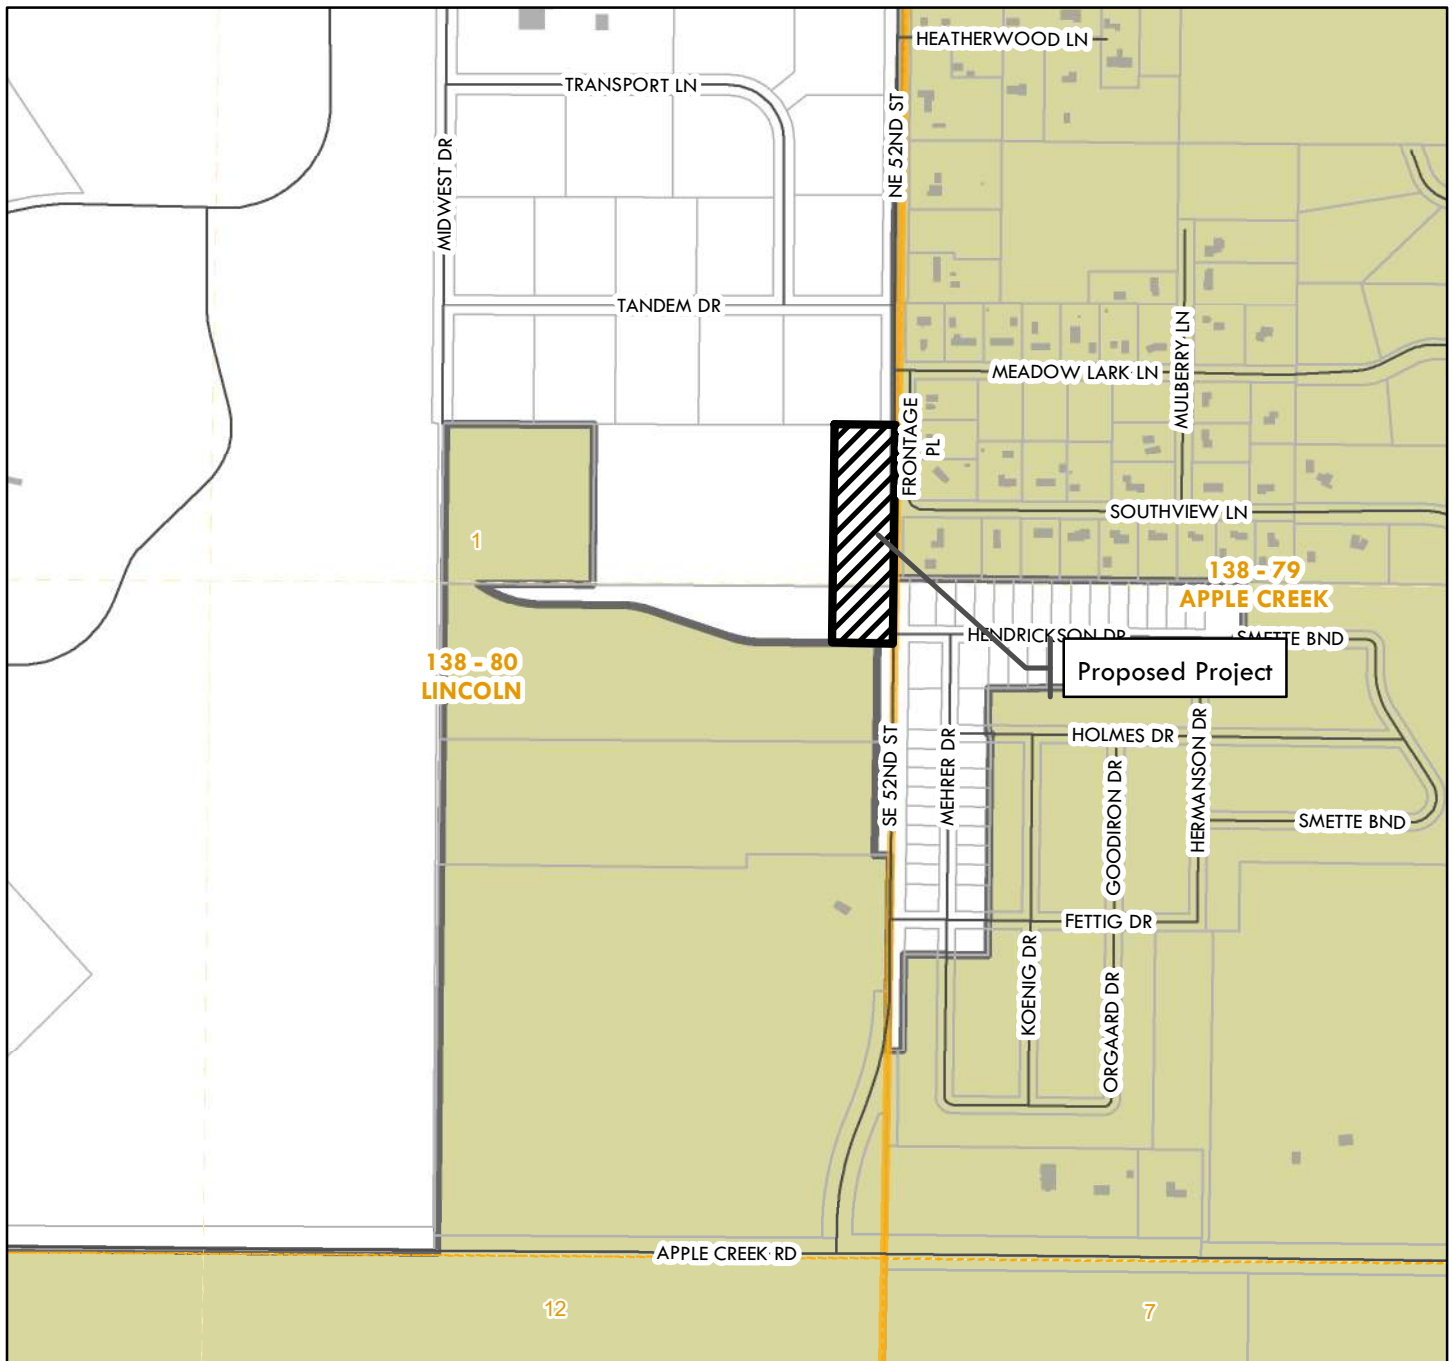 HEATHERWOOD LN
TRANSPORT LN
MIDWEST DR
NE 52ND ST
TANDEM DR
MEADOW LARK LN
MULBERRY LN
FRONTAGE
PL
SOUTHVIEW LN
1
138 - 79
APPLE CREEK
HENDRICKSON DR
SMETTE BND
138 - 80
LINCOLN
Proposed Project
HOLMES DR
HERMANSON DR
SE 52ND ST
MEHRER DR
GOODIRON DR
SMETTE BND
FETTIG DR
KOENIG DR
ORGAARD DR
APPLE CREEK RD
12
7